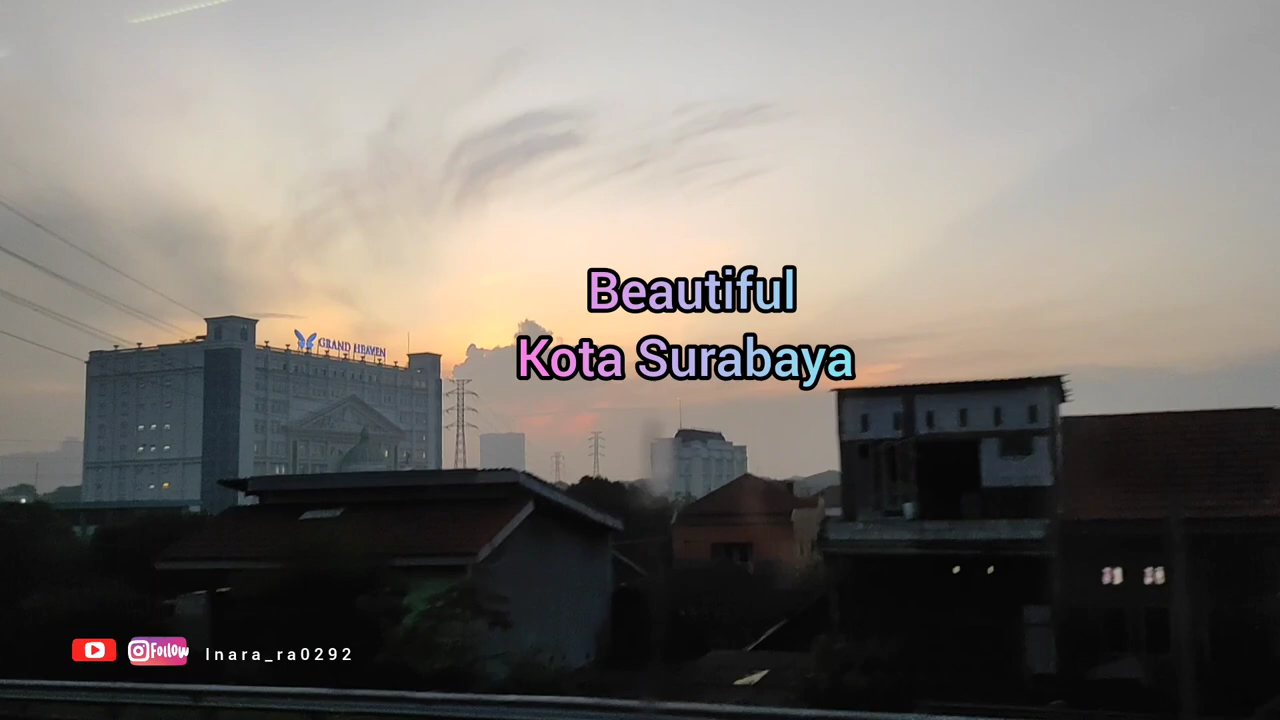 GRAND HEAVEN
Beautiful
Kota Surabaya
Follow
Inara_ra0292